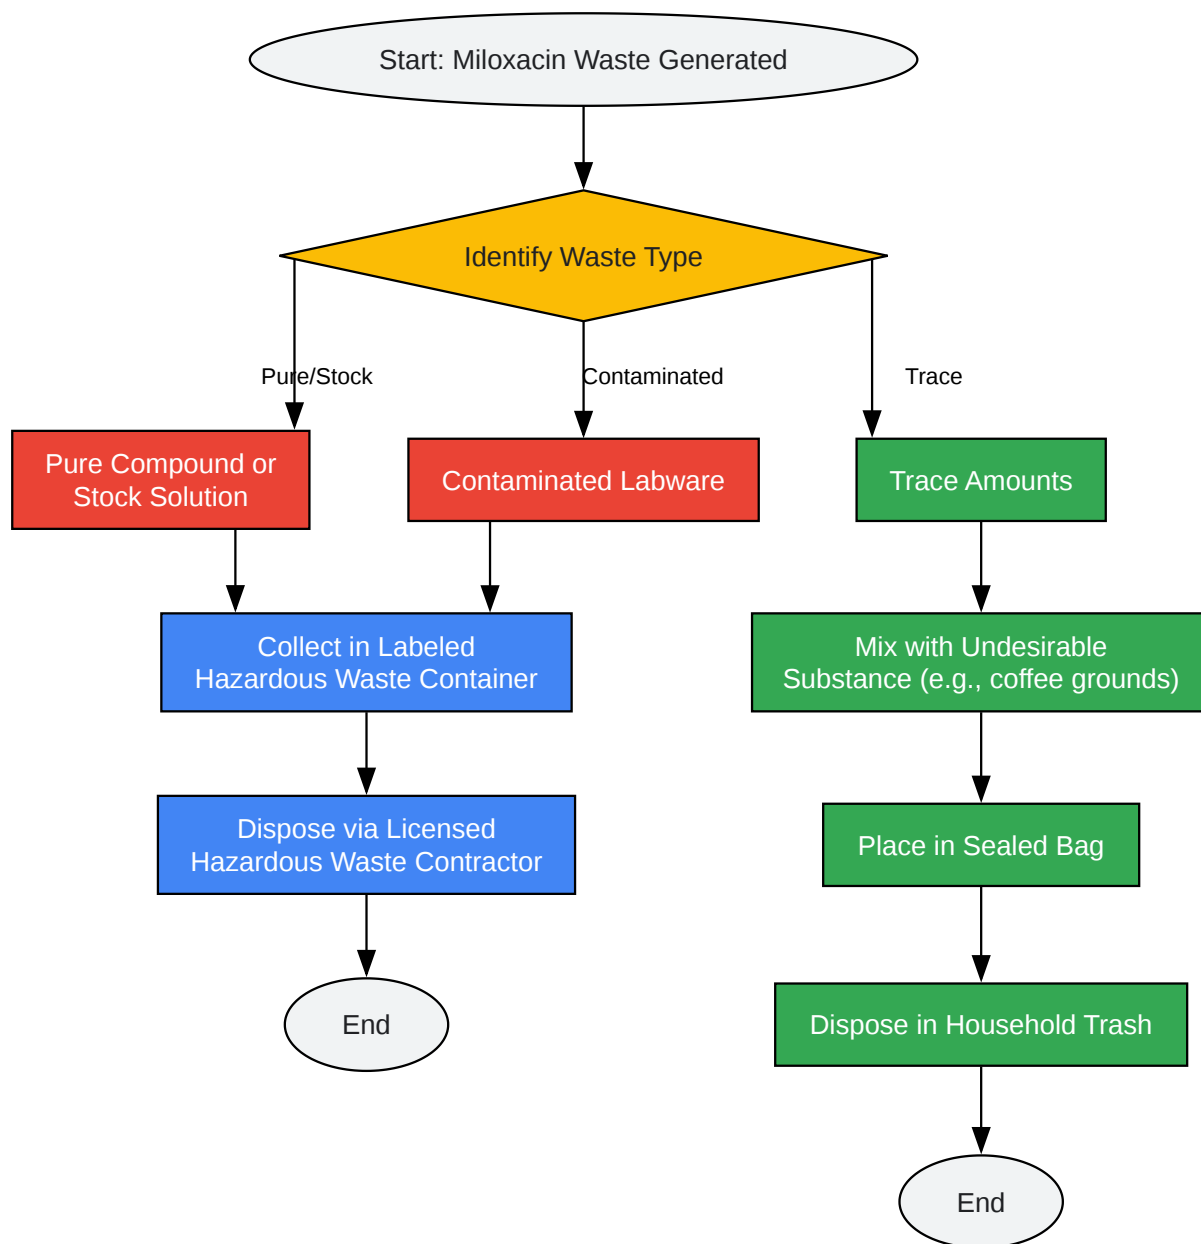 Start: Miloxacin Waste Generated
Identify Waste Type
Pure/Stock
Contaminated
Trace
Pure Compound or
Stock Solution
Contaminated Labware
Trace Amounts
Collect in Labeled
Hazardous Waste Container
Mix with Undesirable
Substance (e.g., coffee grounds)
Dispose via Licensed
Hazardous Waste Contractor
Place in Sealed Bag
End
Dispose in Household Trash
End